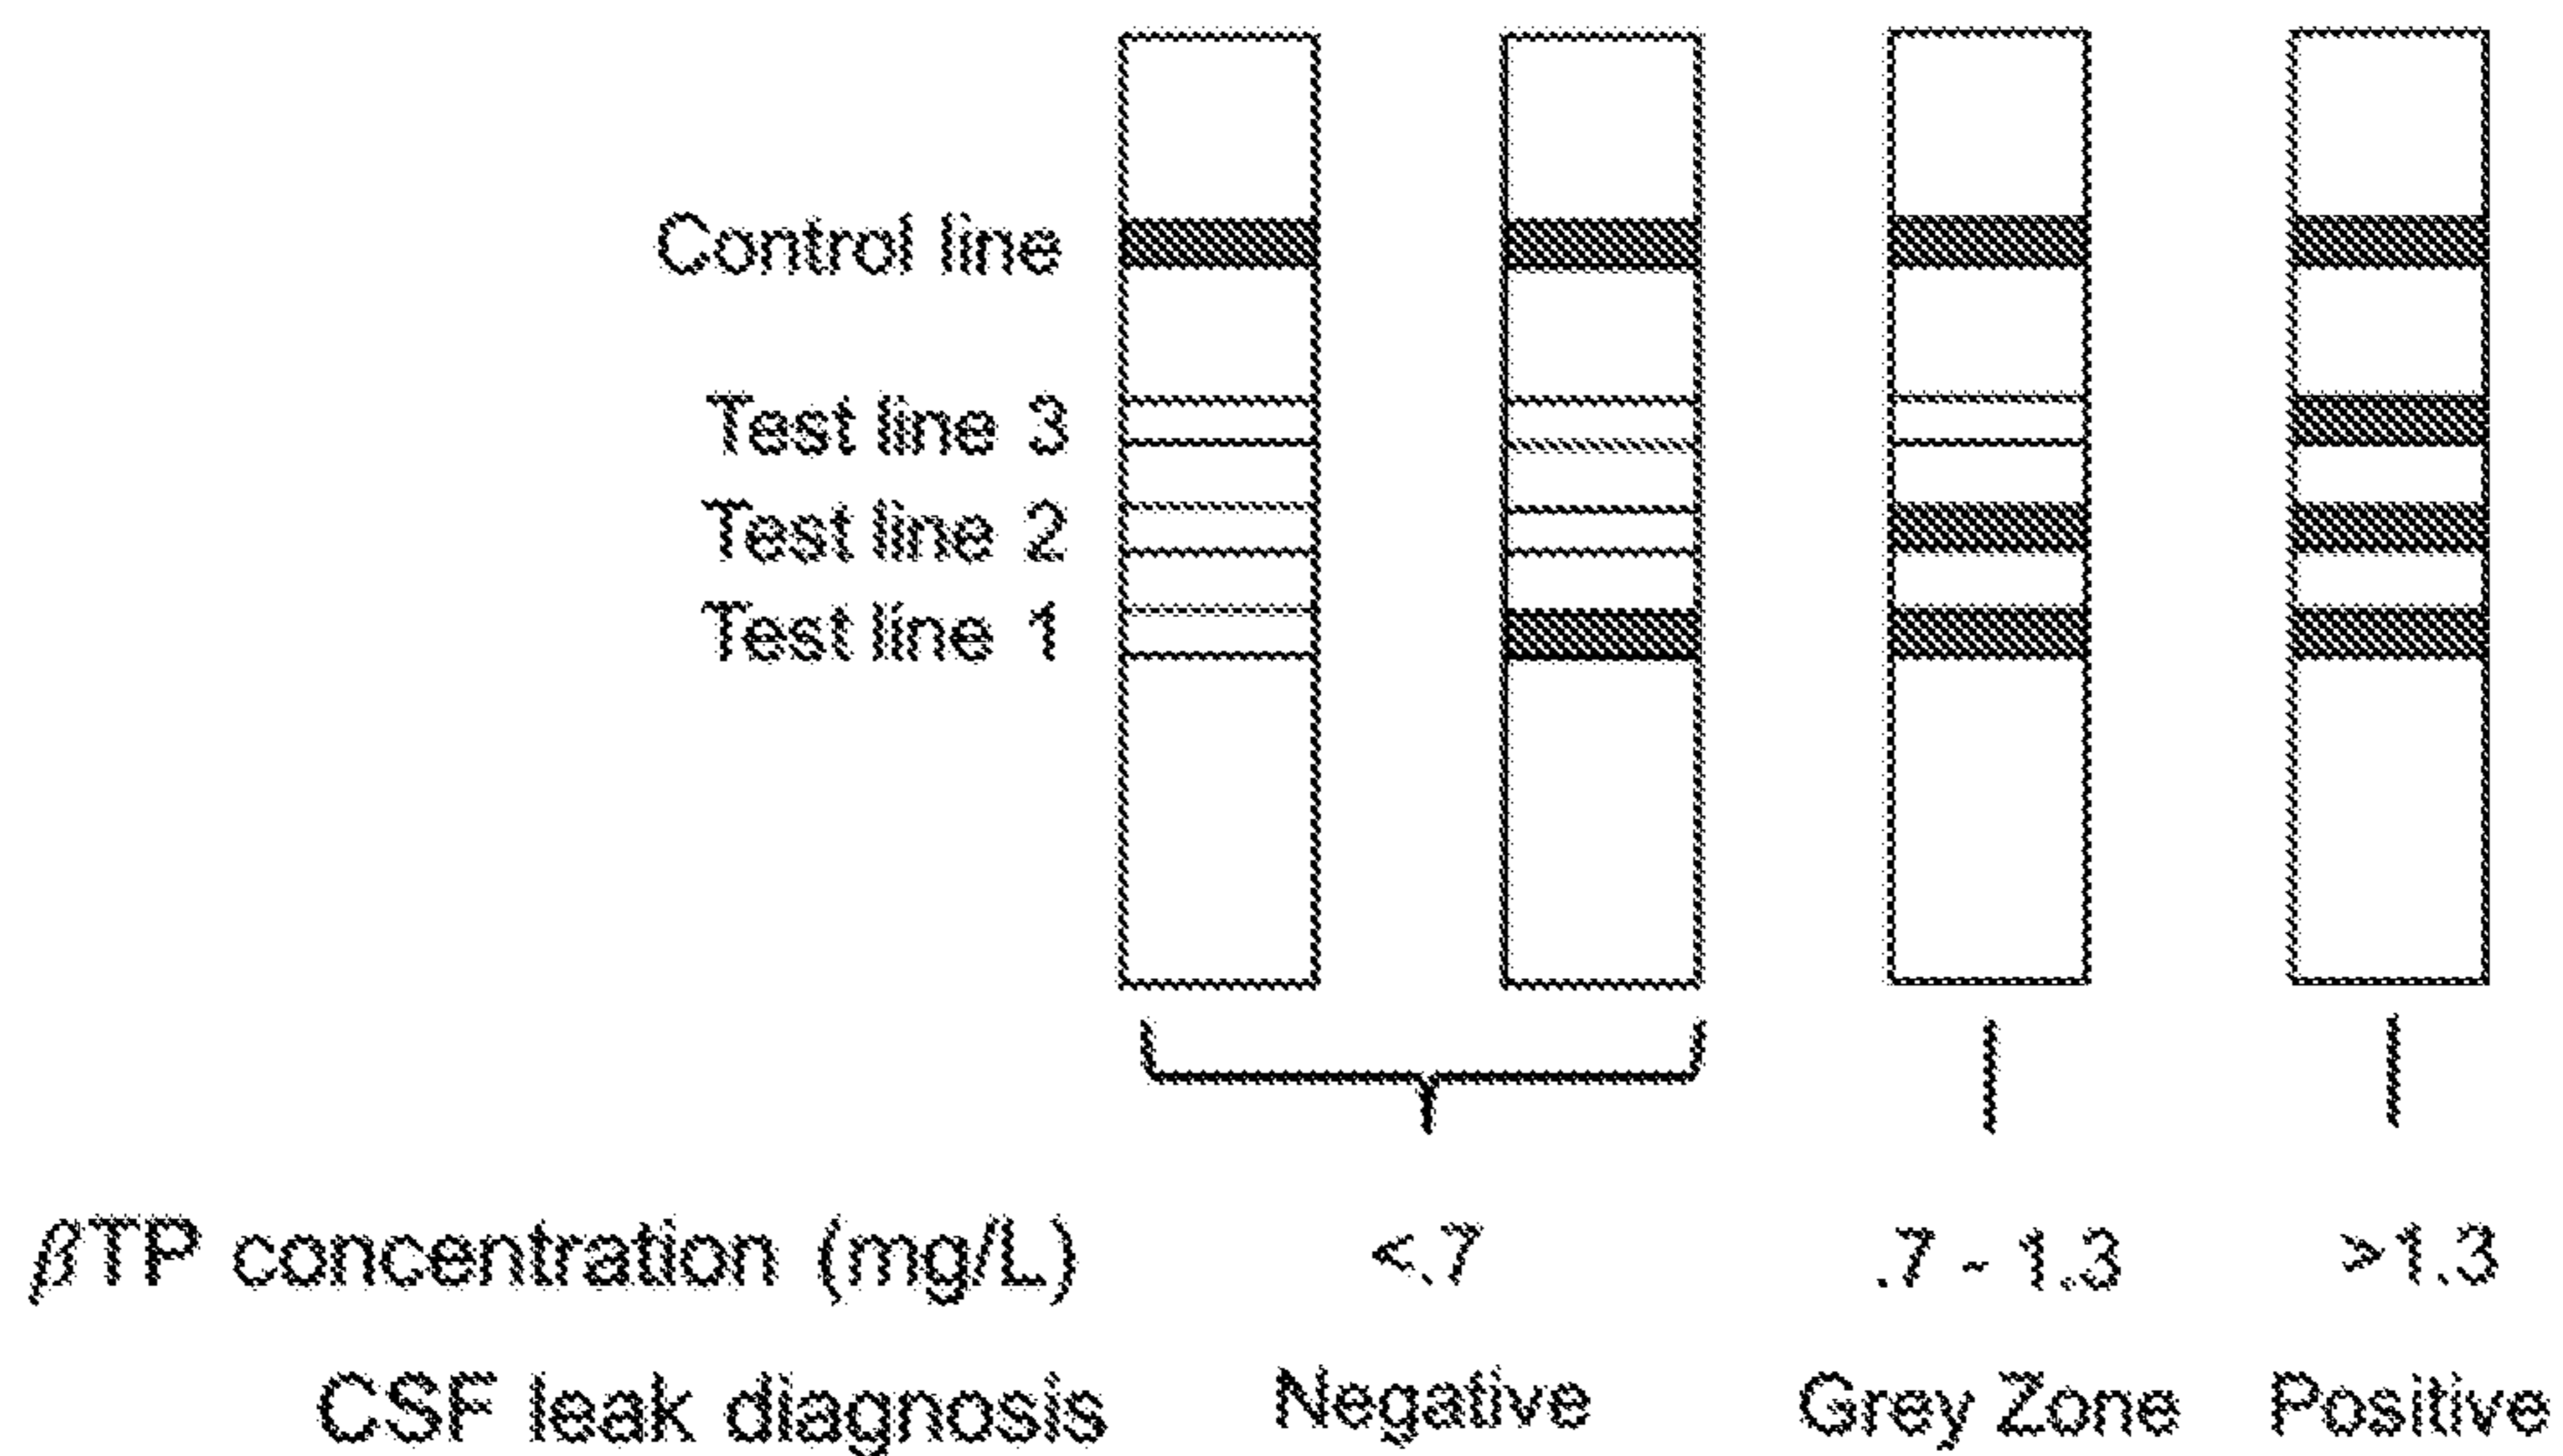 Control line
Test line 3
Test line 2
Test line 1
βTP concentration (mg/L) <.7 .7 - 1.3 >1.3
CSF leak diagnosis Negative Grey Zone Positive